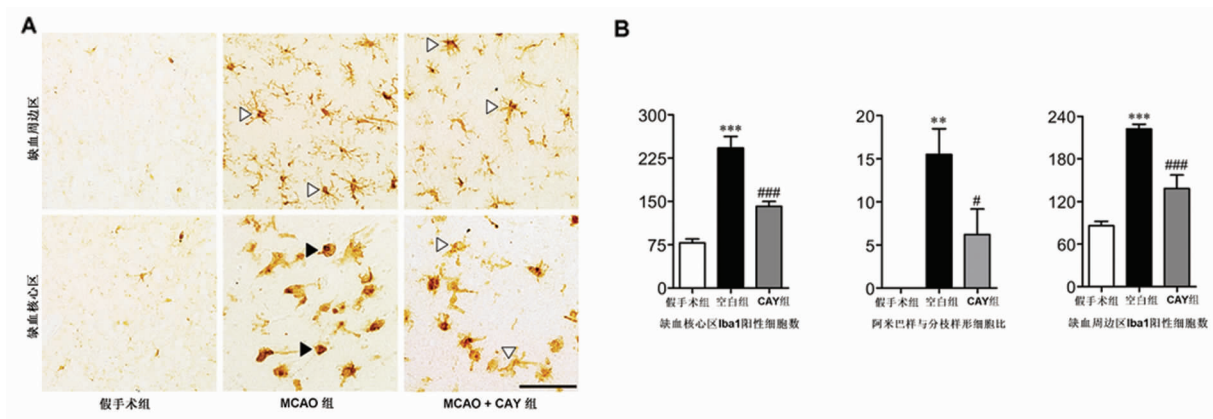 A
缺血周边区
缺血核心区
假手术组
MCAO 组
MCAO + CAY 组
B
300
225
150
75
0
***
###
假手术组
空白组
CAY组
缺血核心区Iba1阳性细胞数
20
15
10
5
0
**
#
假手术组
空白组
CAY组
阿米巴样与分枝样形细胞比
240
180
120
60
0
***
###
假手术组
空白组
CAY组
缺血周边区Iba1阳性细胞数